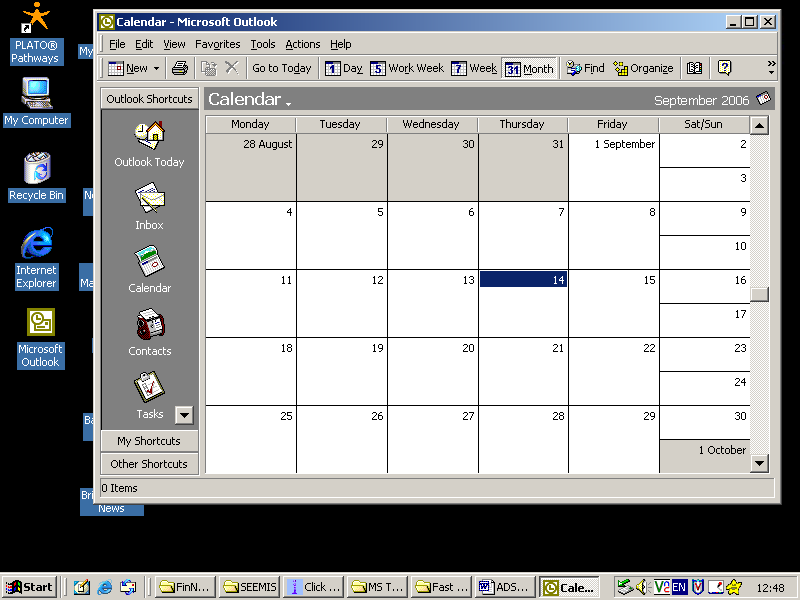 PLATO®
Pathways
My
My Computer
Recycle Bin
Ne
Internet
Explorer
Ma
Microsoft
Outlook
Ba
Bri
News
Calendar - Microsoft Outlook
File Edit View Favorites Tools Actions Help
New Go to Today 1 Day 5 Work Week 7 Week 31 Month Find Organize ?
Outlook Shortcuts
Outlook Today
Inbox
Calendar
Contacts
Tasks
My Shortcuts
Other Shortcuts
Calendar September 2006
Monday Tuesday Wednesday Thursday Friday Sat/Sun
28 August 29 30 31 1 September 2
3
4 5 6 7 8 9
10
11 12 13 14 15 16
17
18 19 20 21 22 23
24
25 26 27 28 29 30
1 October
0 Items
Start FinN... SEEMIS Click ... MS T... Fast ... ADS... Cale... EN 12:48